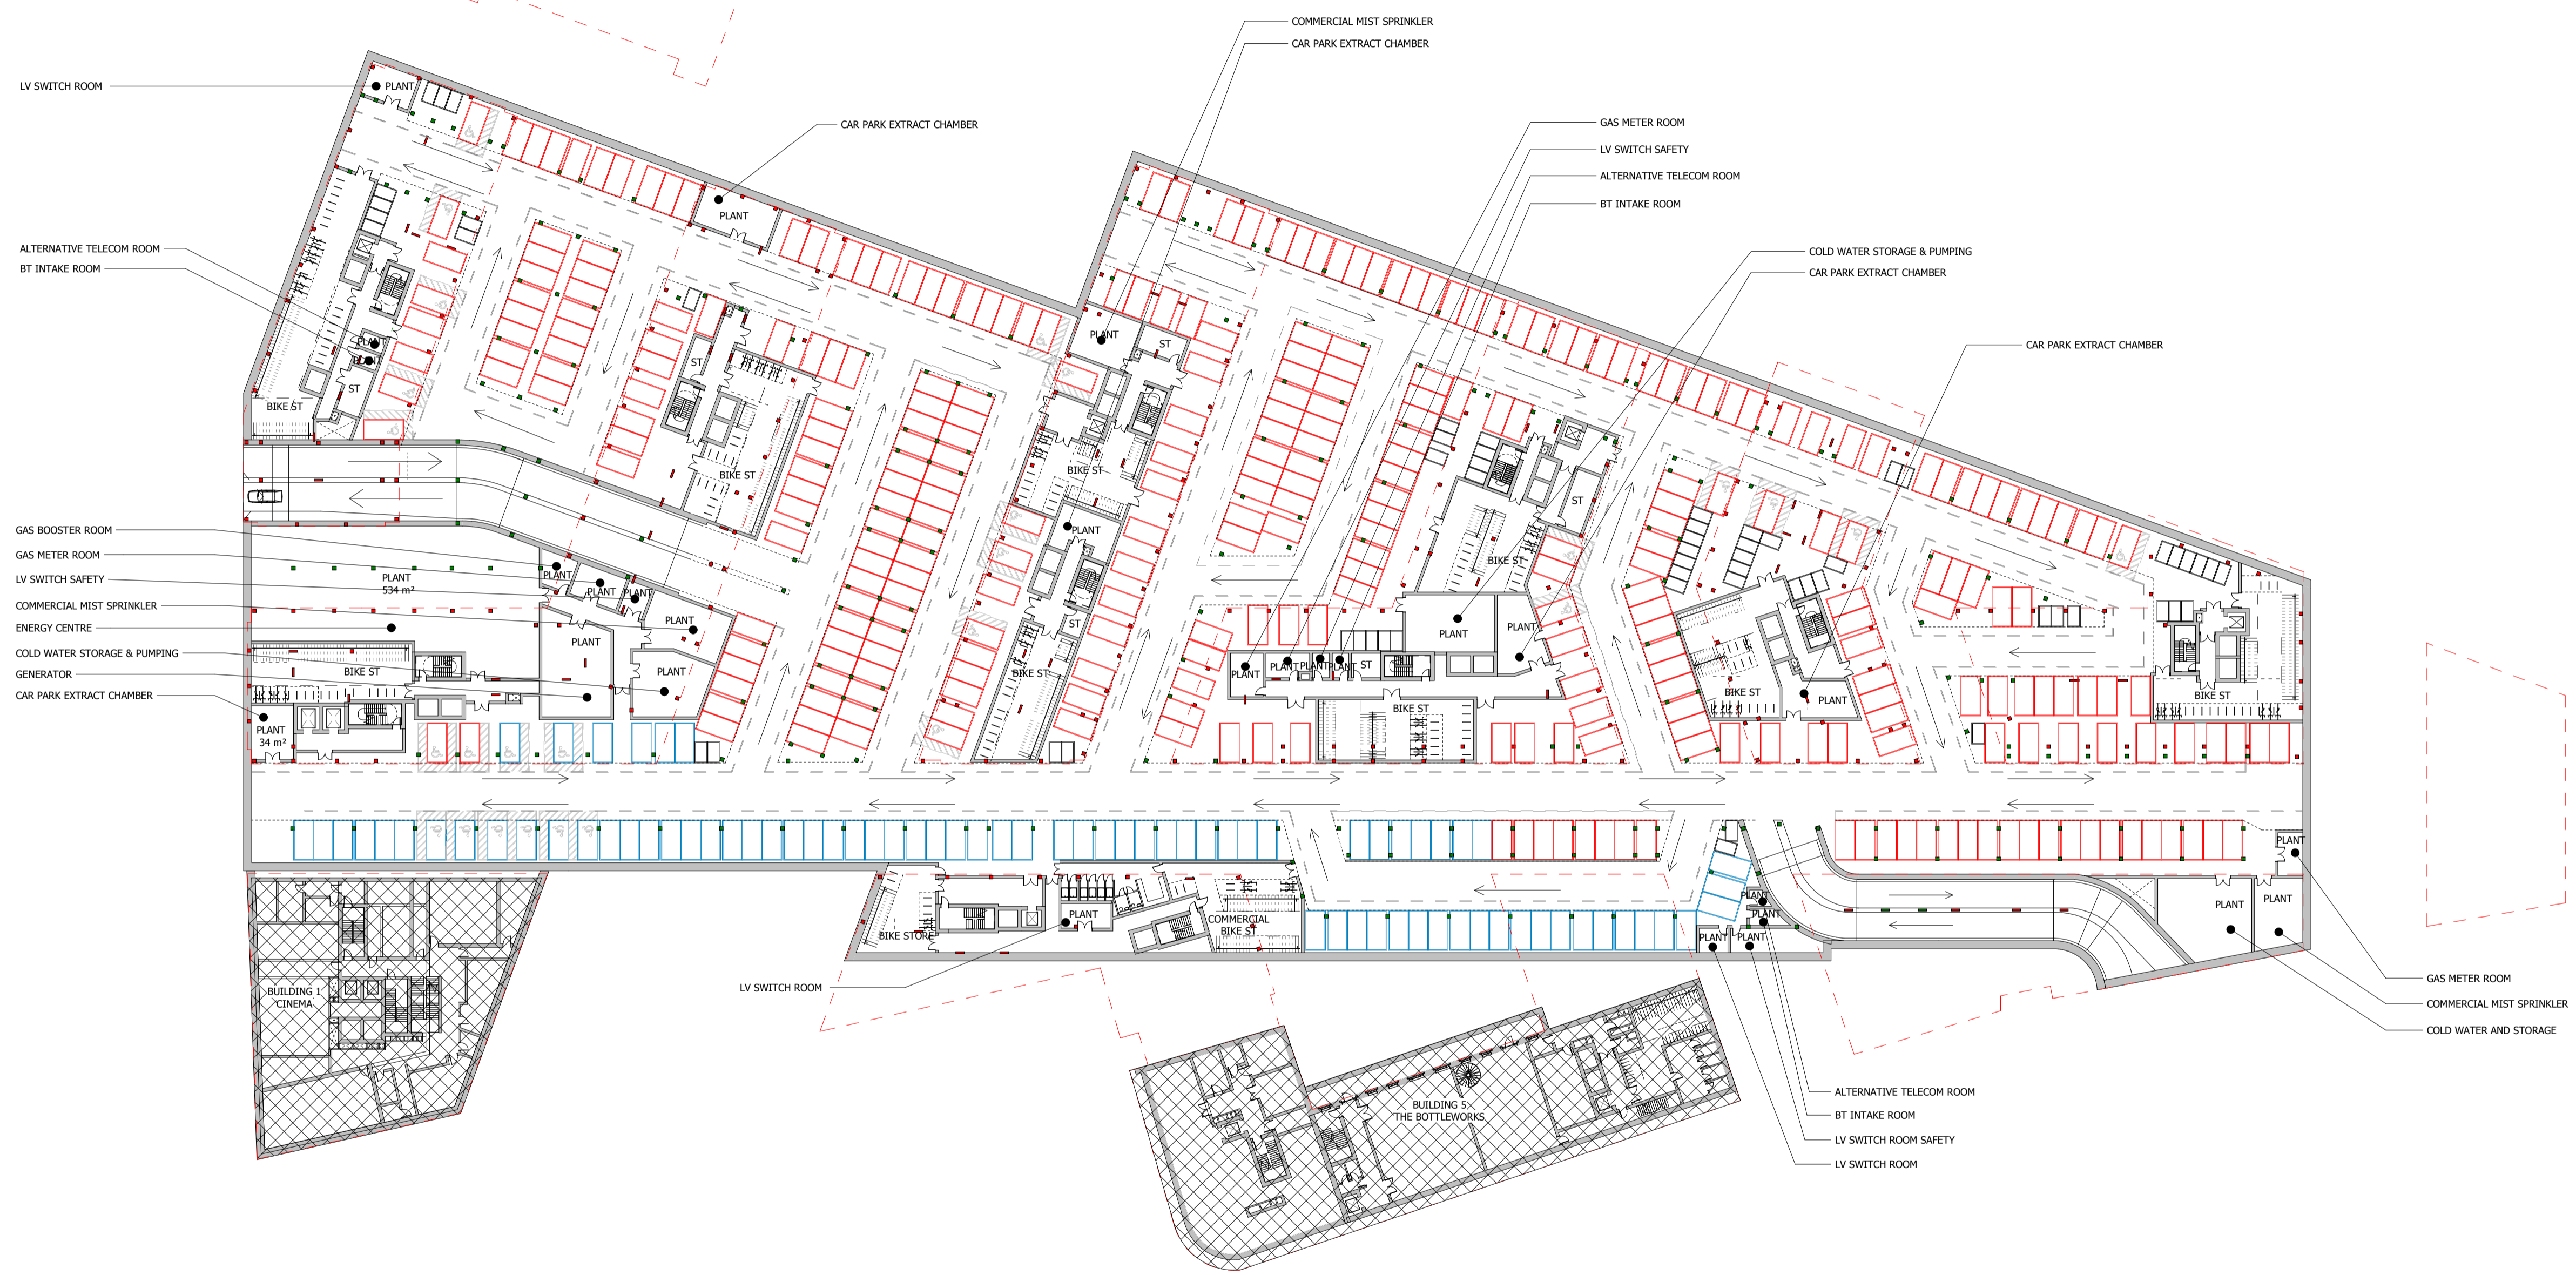 COMMERCIAL MIST SPRINKLER
CAR PARK EXTRACT CHAMBER
LV SWITCH ROOM
PLANT
CAR PARK EXTRACT CHAMBER
GAS METER ROOM
LV SWITCH SAFETY
ALTERNATIVE TELECOM ROOM
BT INTAKE ROOM
PLANT
ALTERNATIVE TELECOM ROOM
BT INTAKE ROOM
COLD WATER STORAGE & PUMPING
CAR PARK EXTRACT CHAMBER
PLANT
PLANT
PLANT
ST
ST
ST
CAR PARK EXTRACT CHAMBER
BIKE ST
BIKE ST
BIKE ST
ST
BIKE ST
GAS BOOSTER ROOM
GAS METER ROOM
LV SWITCH SAFETY
COMMERCIAL MIST SPRINKLER
ENERGY CENTRE
COLD WATER STORAGE & PUMPING
GENERATOR
CAR PARK EXTRACT CHAMBER
PLANT
534 m²
PLANT
PLANT
PLANT
PLANT
PLANT
PLANT
BIKE ST
PLANT
34 m²
PLANT
ST
BIKE ST
PLANT
PLANT
PLANT
PLANT
PLANT
PLANT
ST
BIKE ST
BIKE ST
PLANT
BIKE ST
PLANT
BIKE STORE
PLANT
COMMERCIAL
BIKE ST
PLANT
PLANT
PLANT
PLANT
PLANT
PLANT
LV SWITCH ROOM
GAS METER ROOM
COMMERCIAL MIST SPRINKLER
COLD WATER AND STORAGE
BUILDING 1
CINEMA
BUILDING 5
THE BOTTLEWORKS
ALTERNATIVE TELECOM ROOM
BT INTAKE ROOM
LV SWITCH ROOM SAFETY
LV SWITCH ROOM